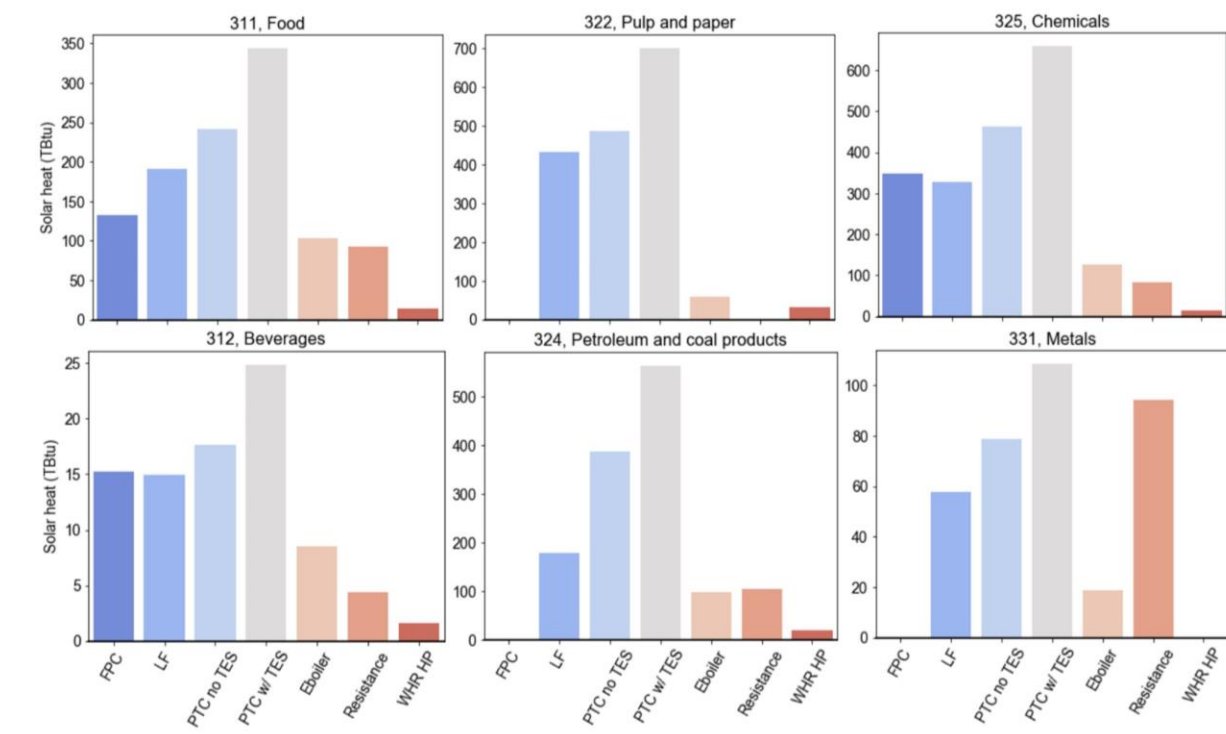 311, Food
350
300
250
200
150
100
50
0
Solar heat (TBtu)
322, Pulp and paper
700
600
500
400
300
200
100
0
325, Chemicals
600
500
400
300
200
100
0
312, Beverages
25
20
15
10
5
0
Solar heat (TBtu)
FPC
LF
PTC no TES
PTC w/ TES
Eboiler
Resistance
WHR HP
324, Petroleum and coal products
500
400
300
200
100
0
FPC
LF
PTC no TES
PTC w/ TES
Eboiler
Resistance
WHR HP
331, Metals
100
80
60
40
20
0
FPC
LF
PTC no TES
PTC w/ TES
Eboiler
Resistance
WHR HP